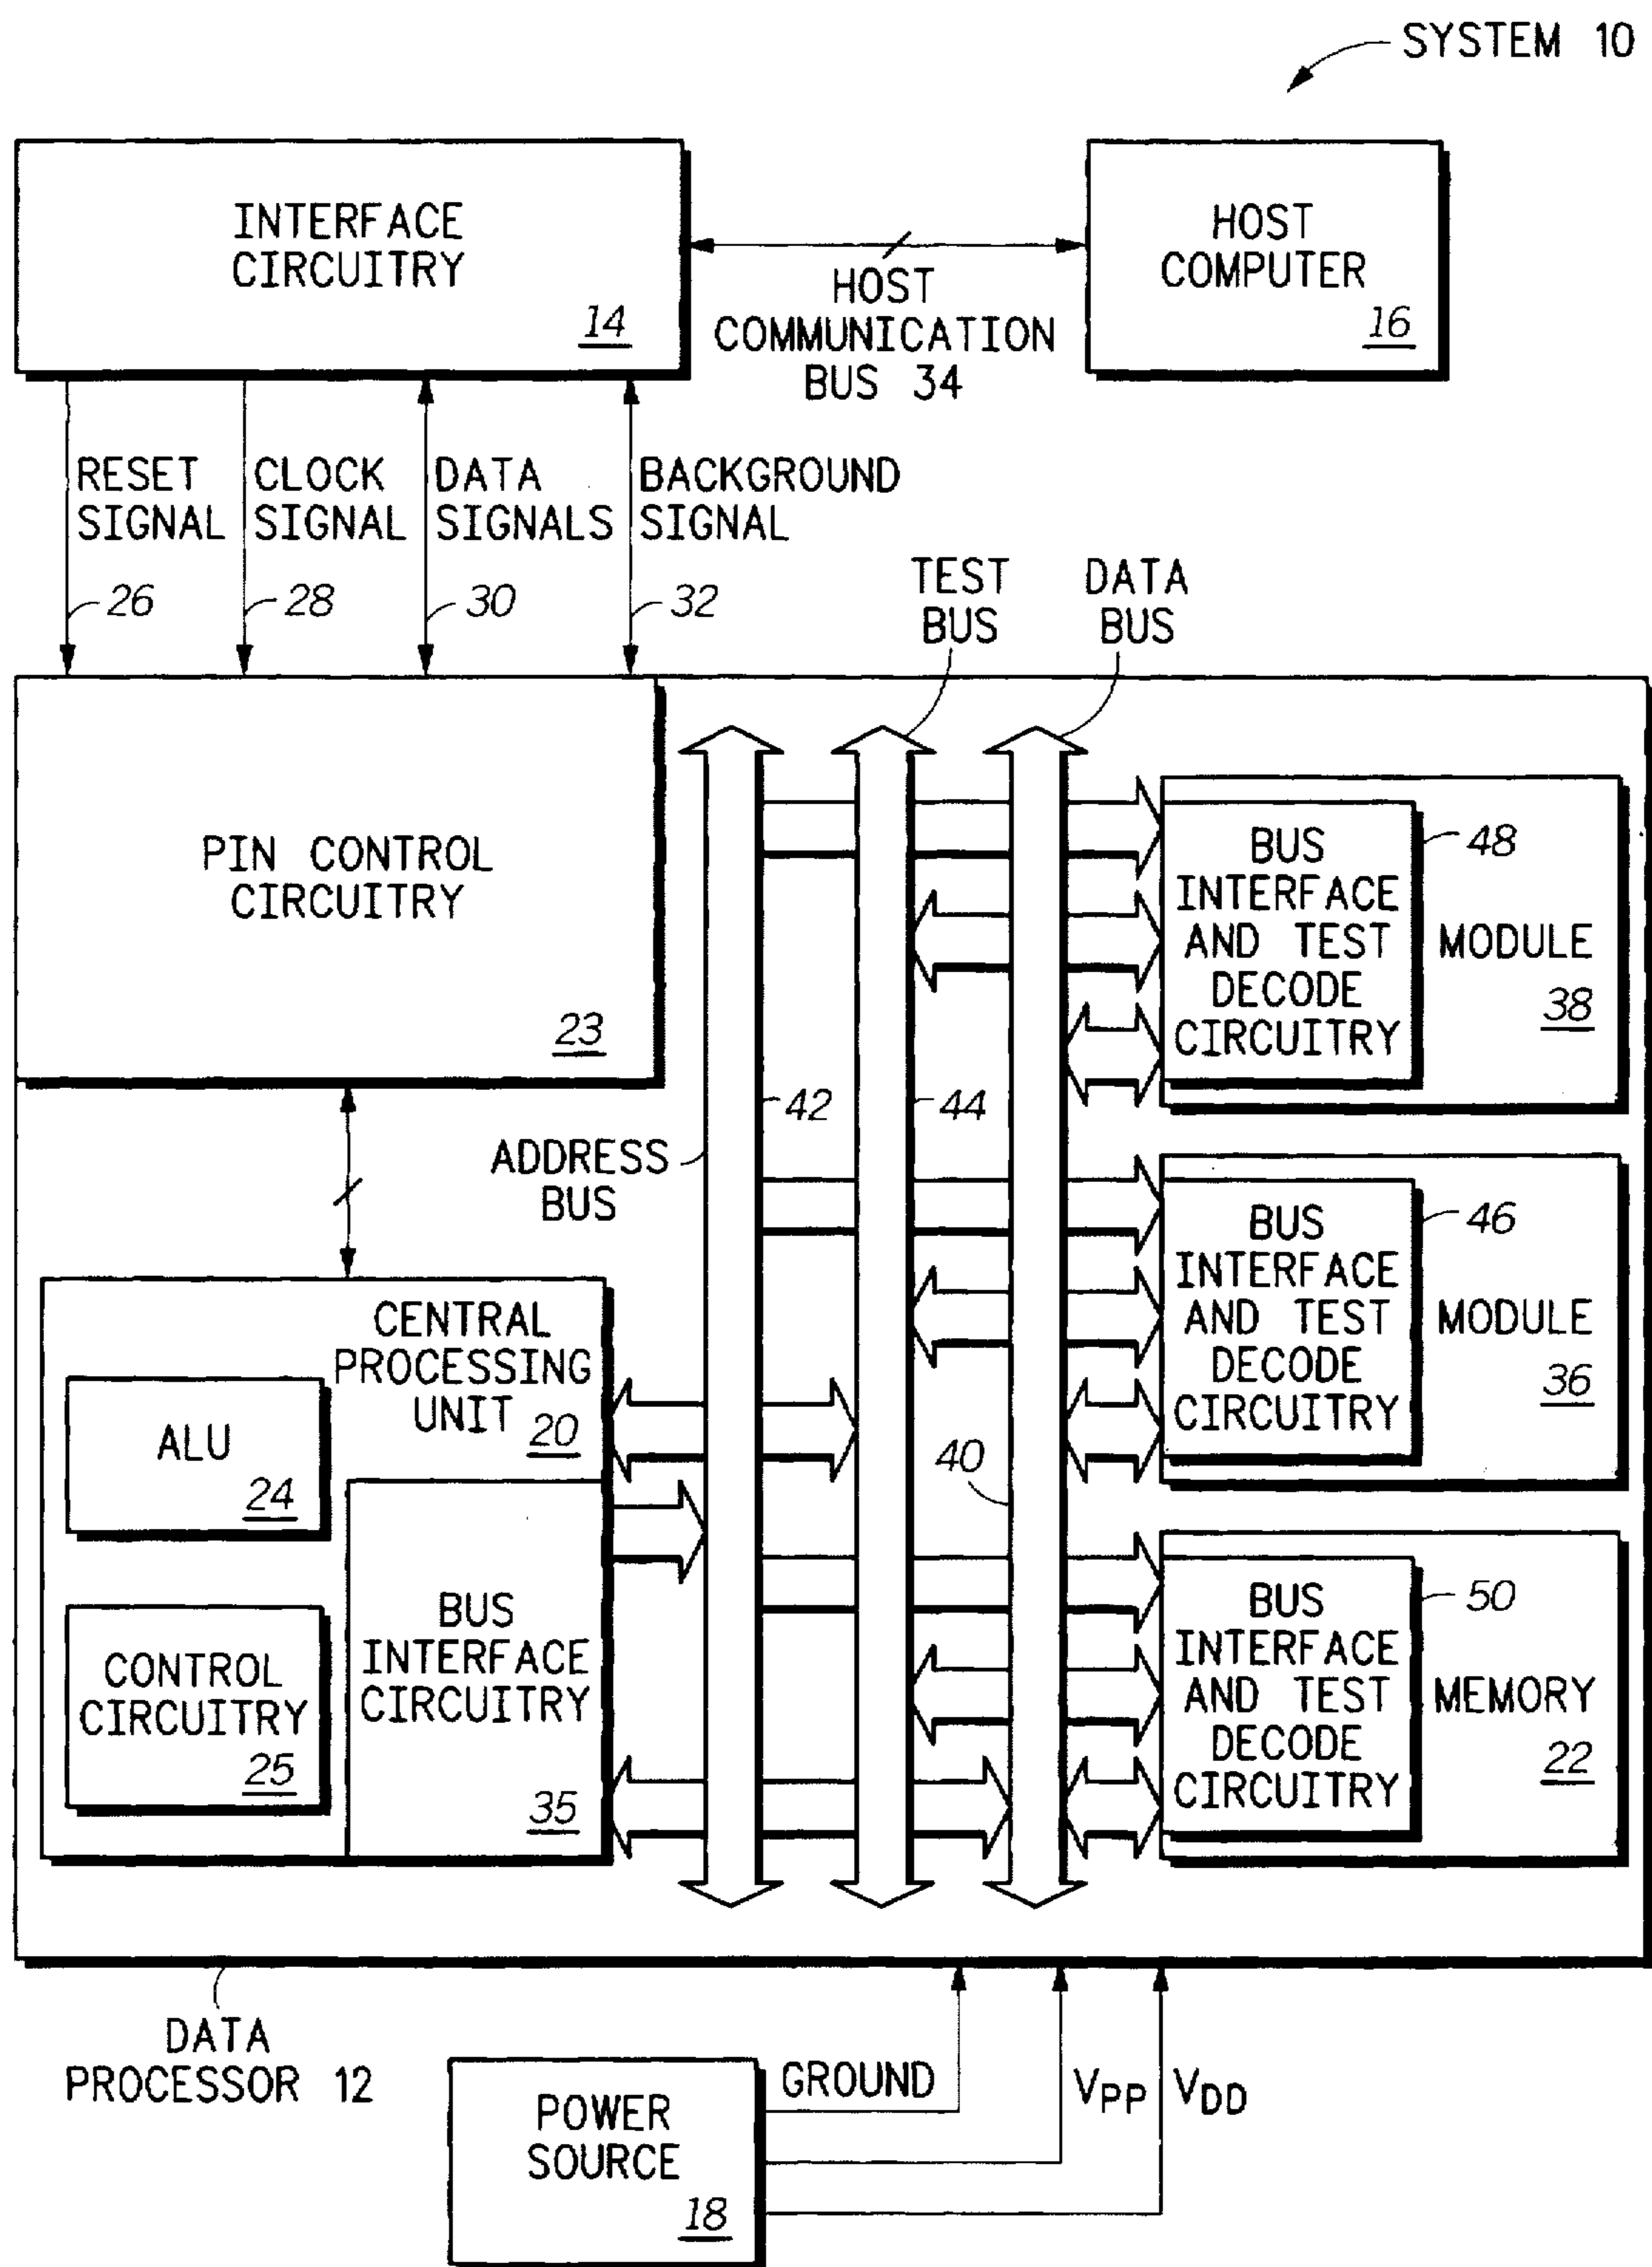 SYSTEM 10
INTERFACE
CIRCUITRY
14
HOST
COMMUNICATION
BUS 34
HOST
COMPUTER
16
RESET
SIGNAL
26
CLOCK
SIGNAL
28
DATA
SIGNALS
30
BACKGROUND
SIGNAL
32
TEST
BUS
DATA
BUS
PIN CONTROL
CIRCUITRY
23
42
44
ADDRESS
BUS
40
BUS
INTERFACE
AND TEST
DECODE
CIRCUITRY
48
MODULE
38
BUS
INTERFACE
AND TEST
DECODE
CIRCUITRY
46
MODULE
36
CENTRAL
PROCESSING
UNIT
20
ALU
24
CONTROL
CIRCUITRY
25
BUS
INTERFACE
CIRCUITRY
35
BUS
INTERFACE
AND TEST
DECODE
CIRCUITRY
50
MEMORY
22
DATA
PROCESSOR 12
POWER
SOURCE
18
GROUND
VPP
VDD